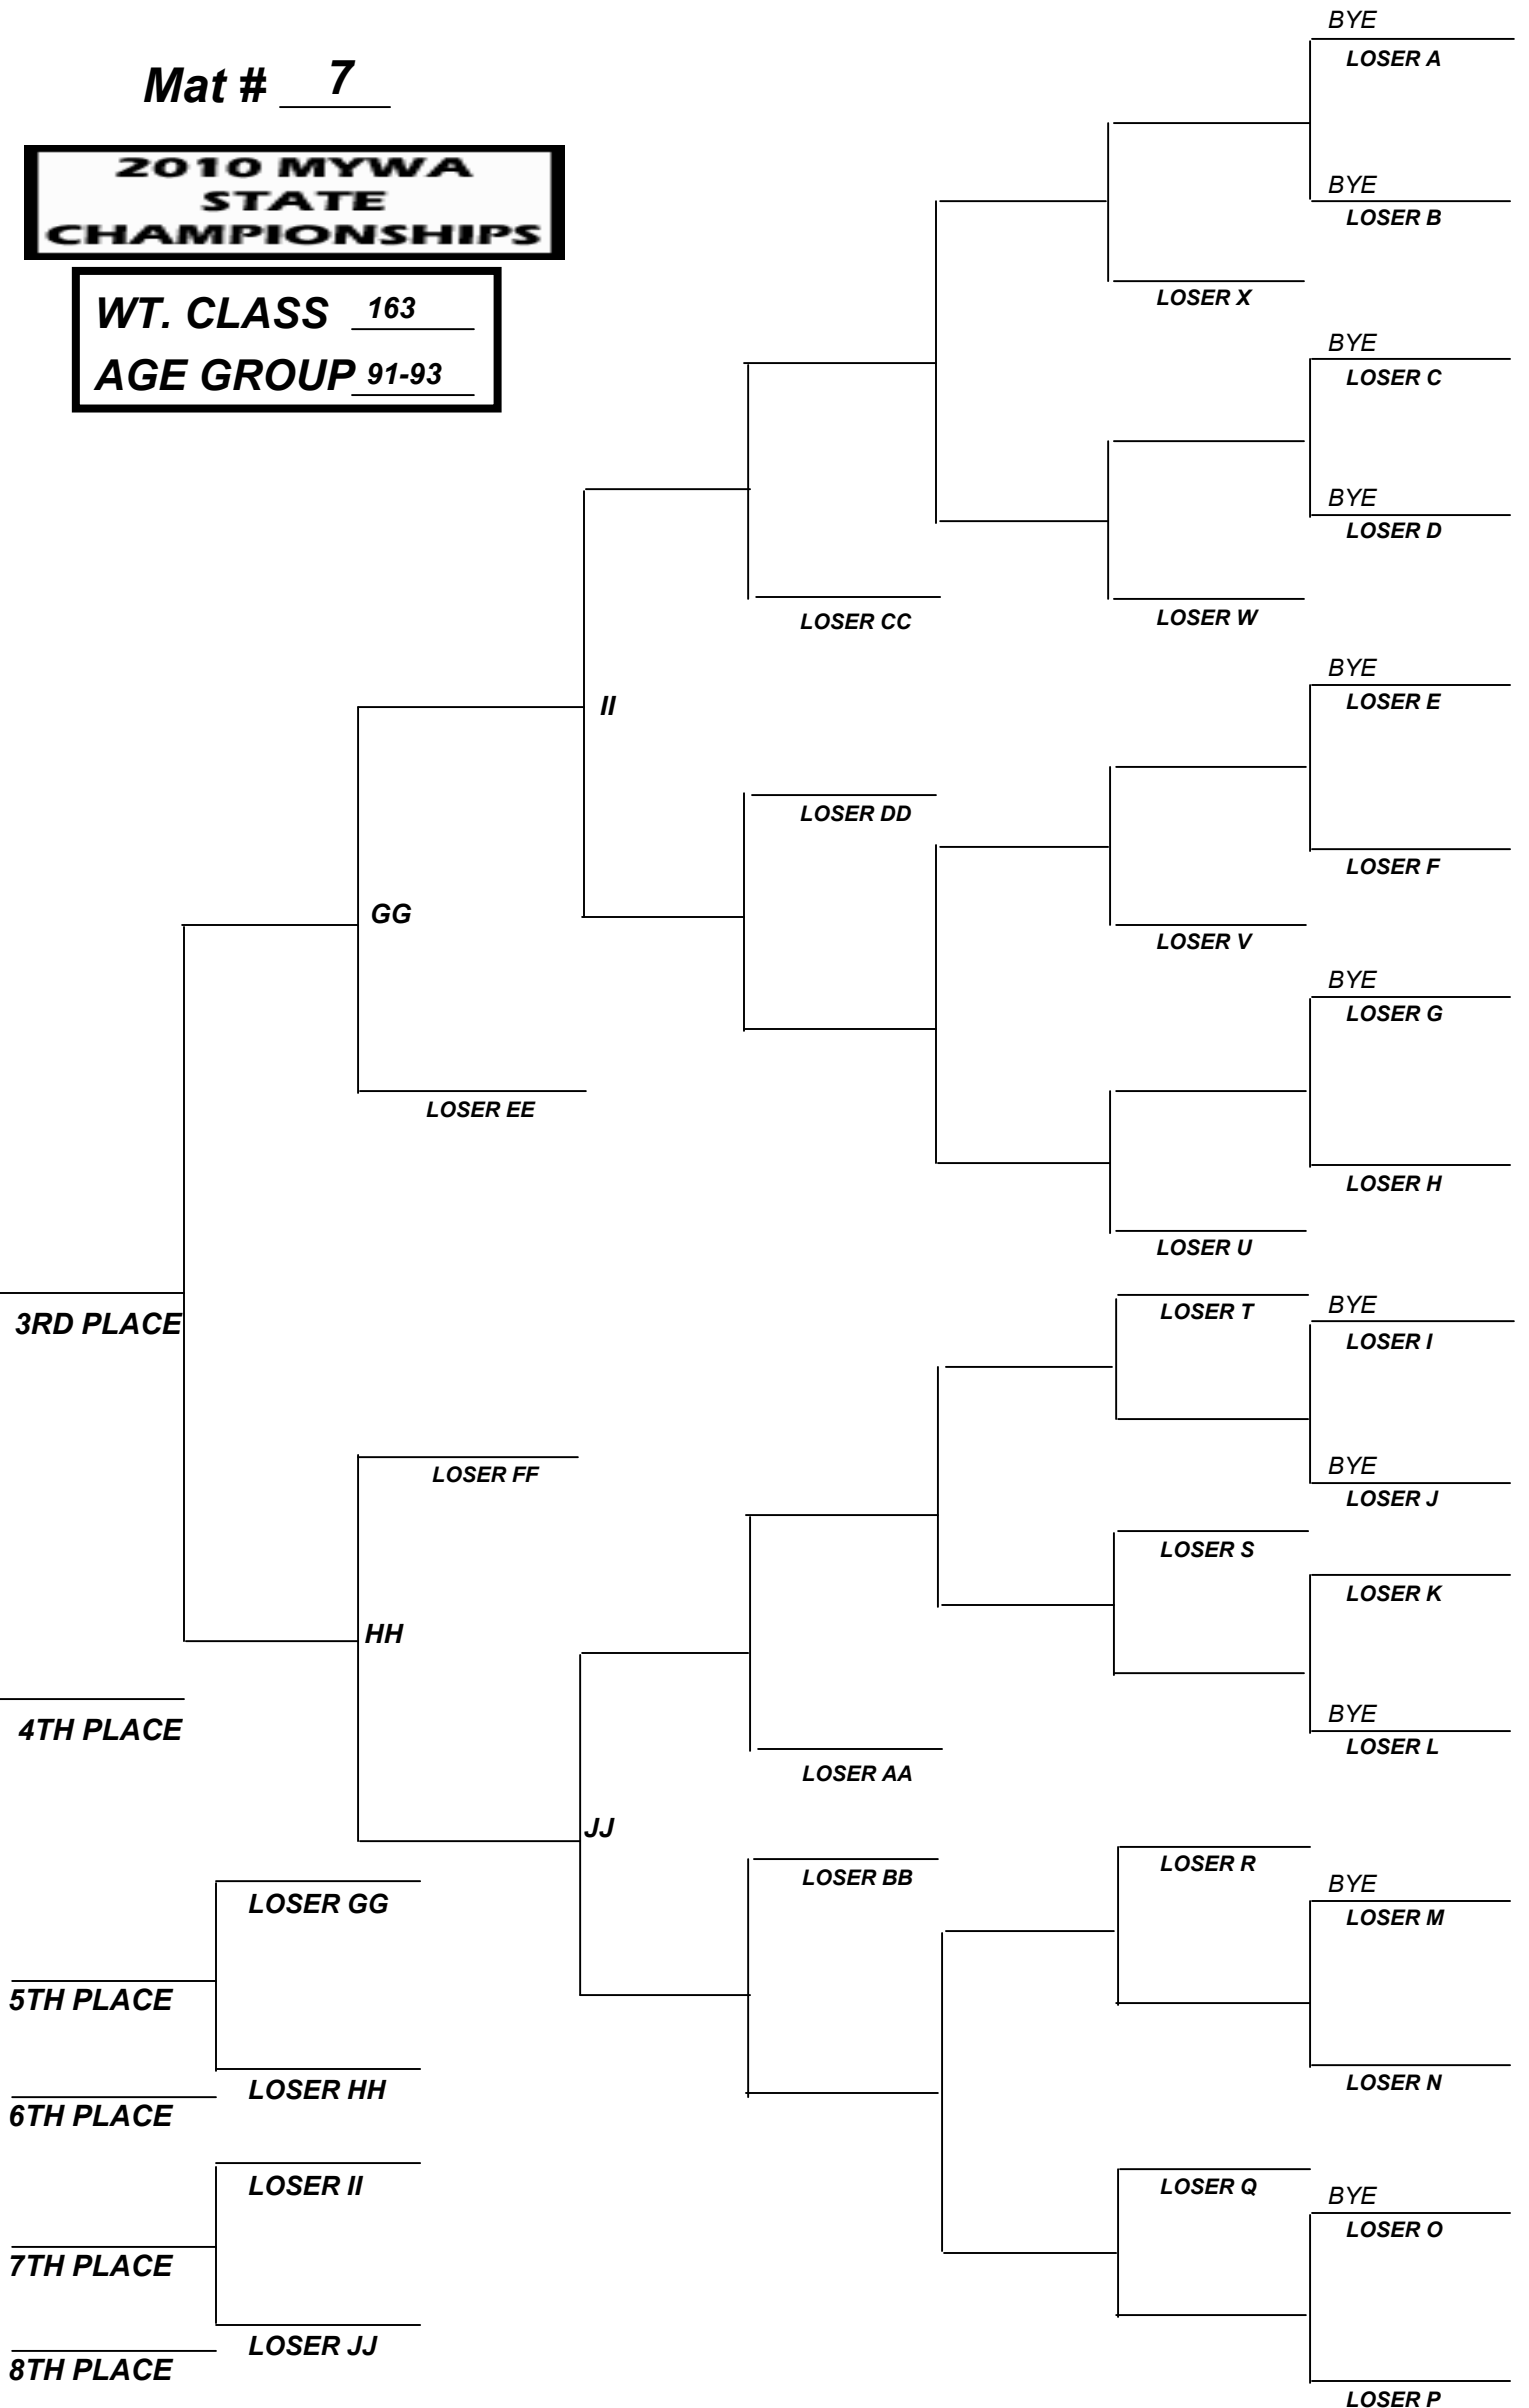 Mat # 7
2010 MYWA
STATE
CHAMPIONSHIPS
WT. CLASS 163
AGE GROUP 91-93
BYE
LOSER A
BYE
LOSER B
LOSER X
BYE
LOSER C
BYE
LOSER D
LOSER CC
LOSER W
BYE
LOSER E
II
LOSER DD
LOSER F
GG
LOSER V
BYE
LOSER G
LOSER EE
LOSER H
LOSER U
3RD PLACE
LOSER T
BYE
LOSER I
LOSER FF
BYE
LOSER J
LOSER S
LOSER K
HH
4TH PLACE
BYE
LOSER L
LOSER AA
JJ
LOSER BB
LOSER R
BYE
LOSER M
LOSER GG
5TH PLACE
LOSER HH
LOSER N
6TH PLACE
LOSER II
LOSER Q
BYE
LOSER O
7TH PLACE
LOSER JJ
8TH PLACE
LOSER P